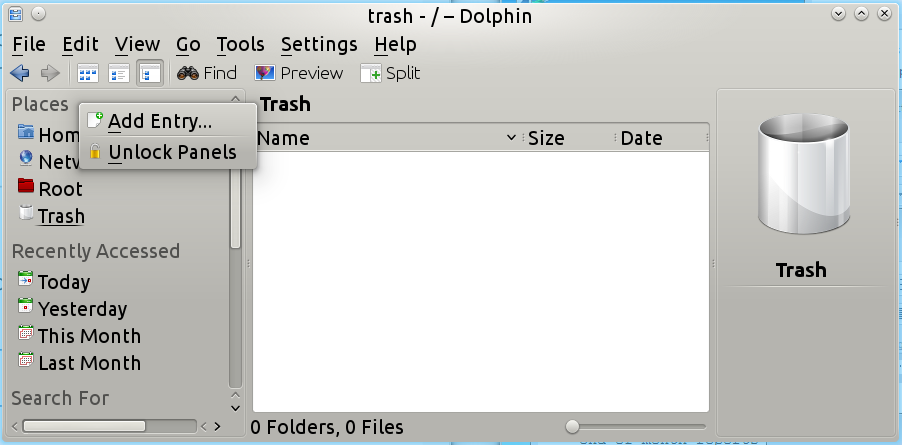 trash - / – Dolphin
File Edit View Go Tools Settings Help
Find Preview Split
Places
Trash
Add Entry...
Name Size Date
Unlock Panels
Root
Trash
Trash
Recently Accessed
Today
Yesterday
This Month
Last Month
Search For
0 Folders, 0 Files